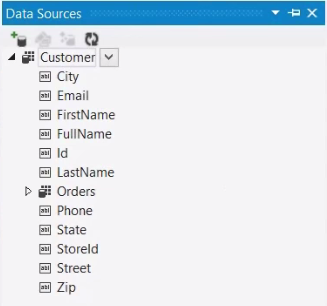 Data Sources
Customer
City
Email
FirstName
FullName
Id
LastName
Orders
Phone
State
StoreId
Street
Zip